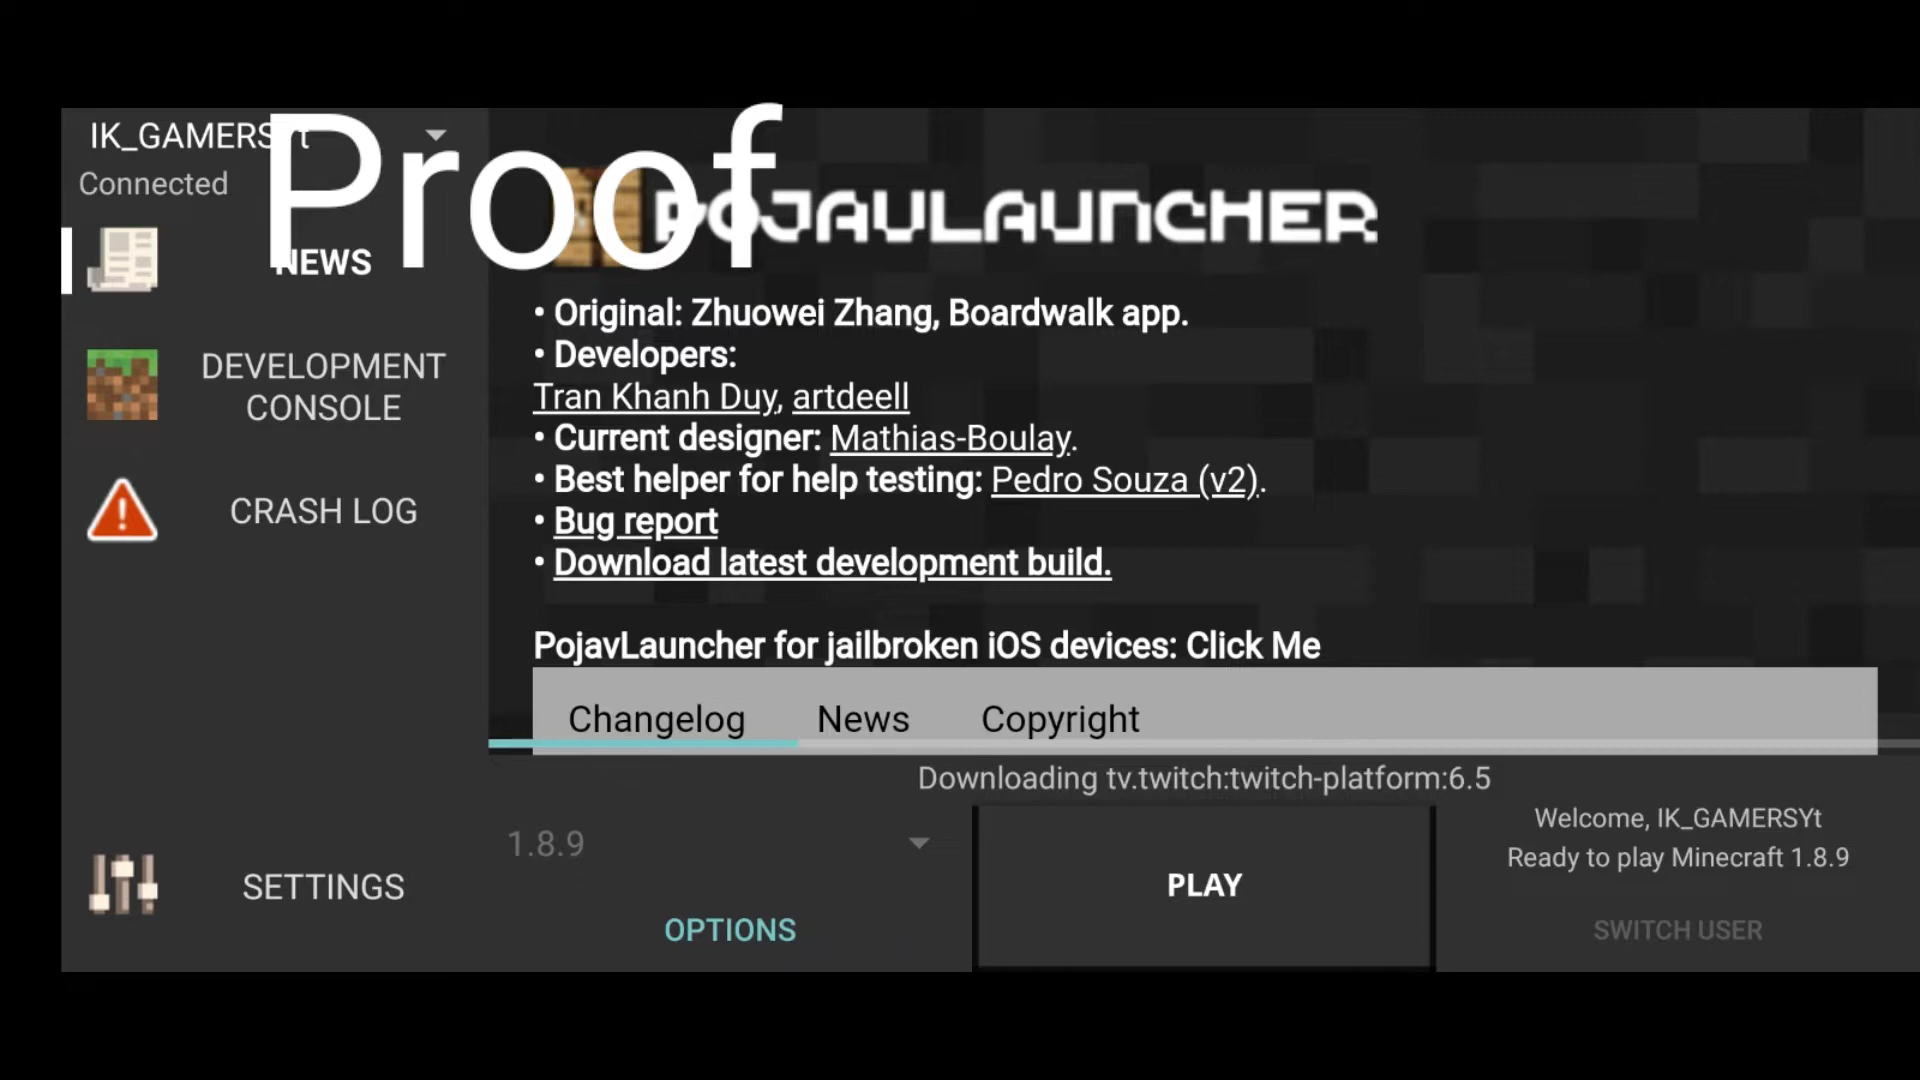 IK_GAMERSYt
Connected
Proof
POJAVLAUNCHER
NEWS
DEVELOPMENT
CONSOLE
CRASH LOG
SETTINGS
• Original: Zhuowei Zhang, Boardwalk app.
• Developers:
Tran Khanh Duy, artdeell
• Current designer: Mathias-Boulay.
• Best helper for help testing: Pedro Souza (v2).
• Bug report
• Download latest development build.
PojavLauncher for jailbroken iOS devices: Click Me
Changelog News Copyright
Downloading tv.twitch:twitch-platform:6.5
1.8.9
OPTIONS
PLAY
Welcome, IK_GAMERSYt
Ready to play Minecraft 1.8.9
SWITCH USER